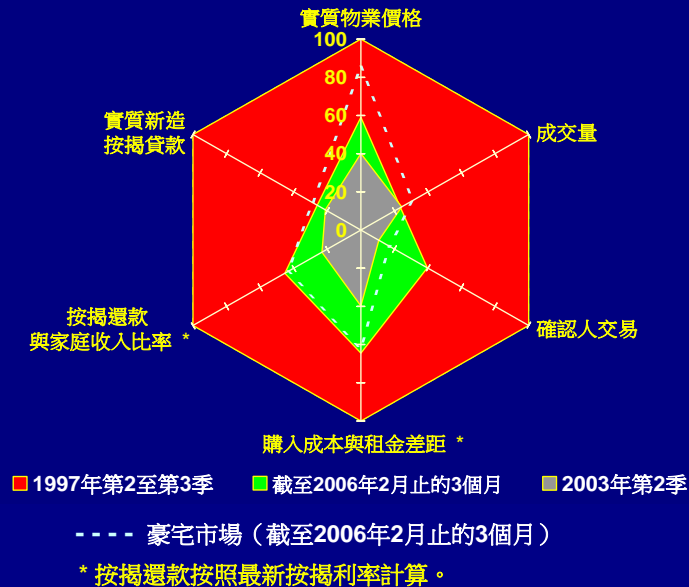 實質物業價格
100
80
60
40
20
0
成交量
實質新造
按揭貸款
按揭還款
與家庭收入比率 *
確認人交易
購入成本與租金差距 *
1997年第2至第3季
截至2006年2月止的3個月
2003年第2季
豪宅市場（截至2006年2月止的3個月）
* 按揭還款按照最新按揭利率計算。